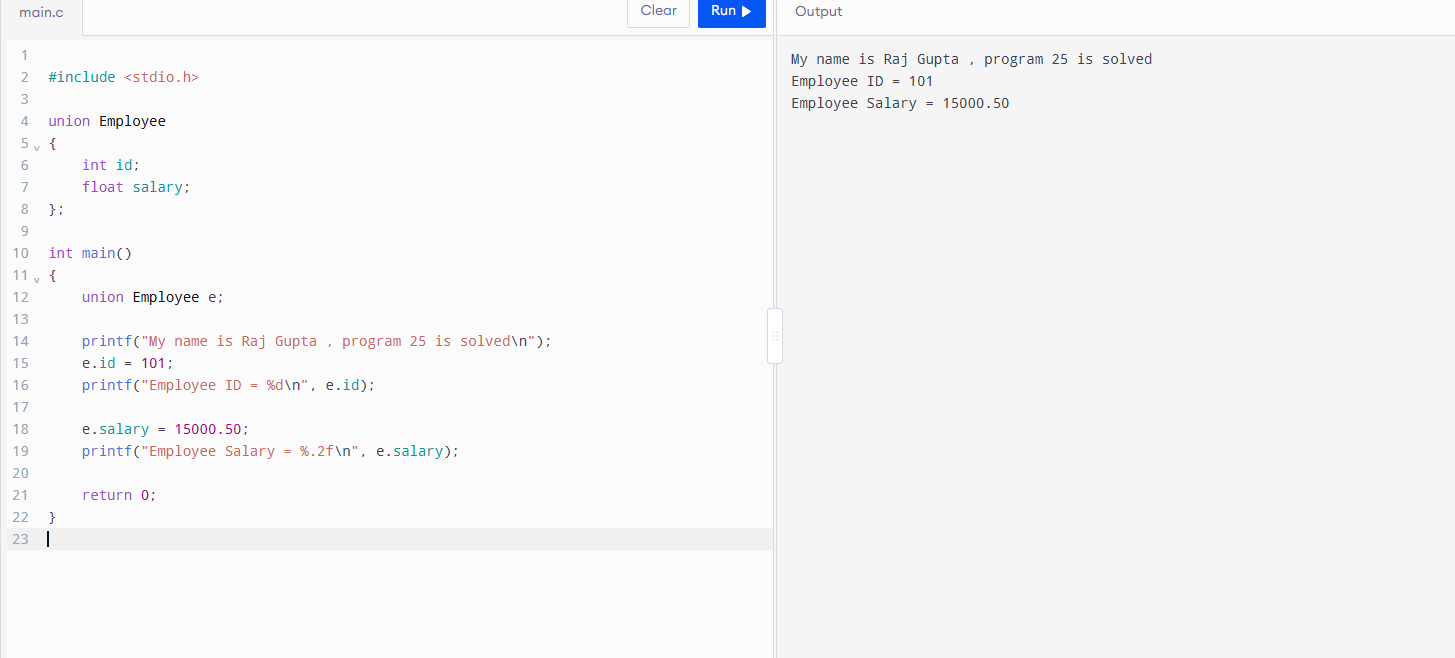 main.c
Clear
Run
Output
1
2 #include <stdio.h>
3
4 union Employee
5 {
6     int id;
7     float salary;
8 };
9
10 int main()
11 {
12     union Employee e;
13
14     printf("My name is Raj Gupta , program 25 is solved\n");
15     e.id = 101;
16     printf("Employee ID = %d\n", e.id);
17
18     e.salary = 15000.50;
19     printf("Employee Salary = %.2f\n", e.salary);
20
21     return 0;
22 }
23
My name is Raj Gupta , program 25 is solved
Employee ID = 101
Employee Salary = 15000.50